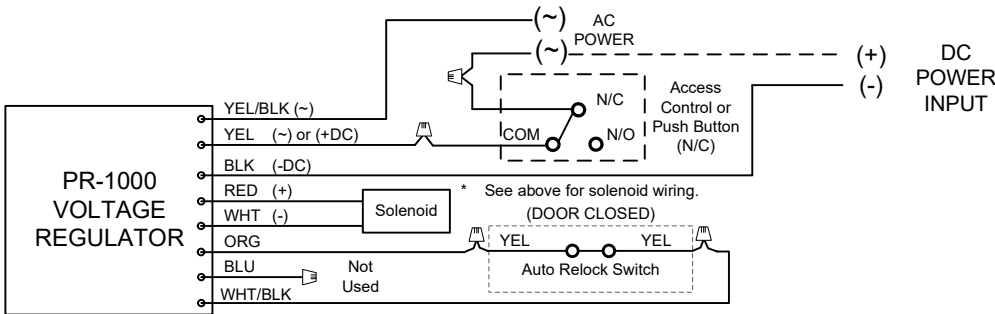 (~) AC
POWER
(~)
(+) DC
POWER
INPUT
(-)
N/C
COM
N/O
Access
Control or
Push Button
(N/C)
PR-1000
VOLTAGE
REGULATOR
YEL/BLK (~)
YEL (~) or (+DC)
BLK (-DC)
RED (+)
WHT (-)
ORG
BLU
WHT/BLK
Solenoid
* See above for solenoid wiring.
(DOOR CLOSED)
YEL YEL
Auto Relock Switch
Not
Used